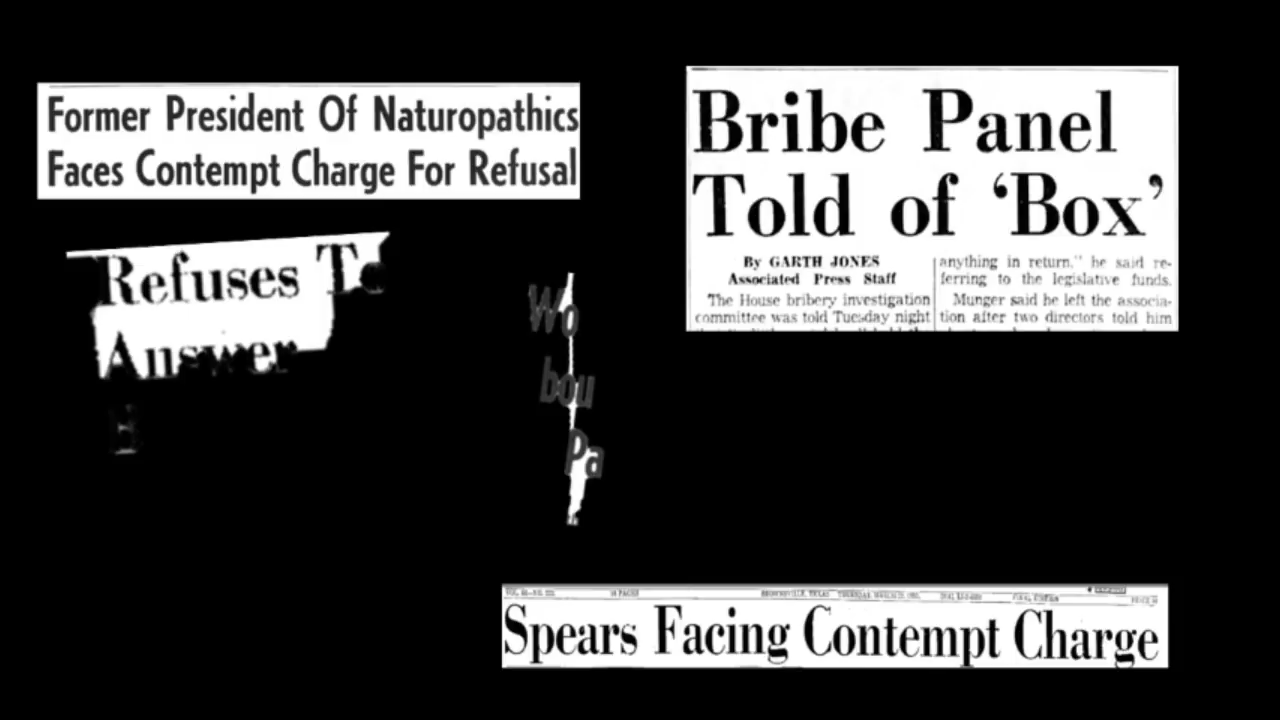 Former President Of Naturopathics
Faces Contempt Charge For Refusal
Bribe Panel
Told of ‘Box’
By GARTH JONES
Associated Press Staff
The House bribery investigation
committee was told Tuesday night
anything in return," he said re-
ferring to the legislative funds.
Munger said he left the associa-
tion after two directors told him
Refuses To
Answer
Wo
bou
Pa
Spears Facing Contempt Charge